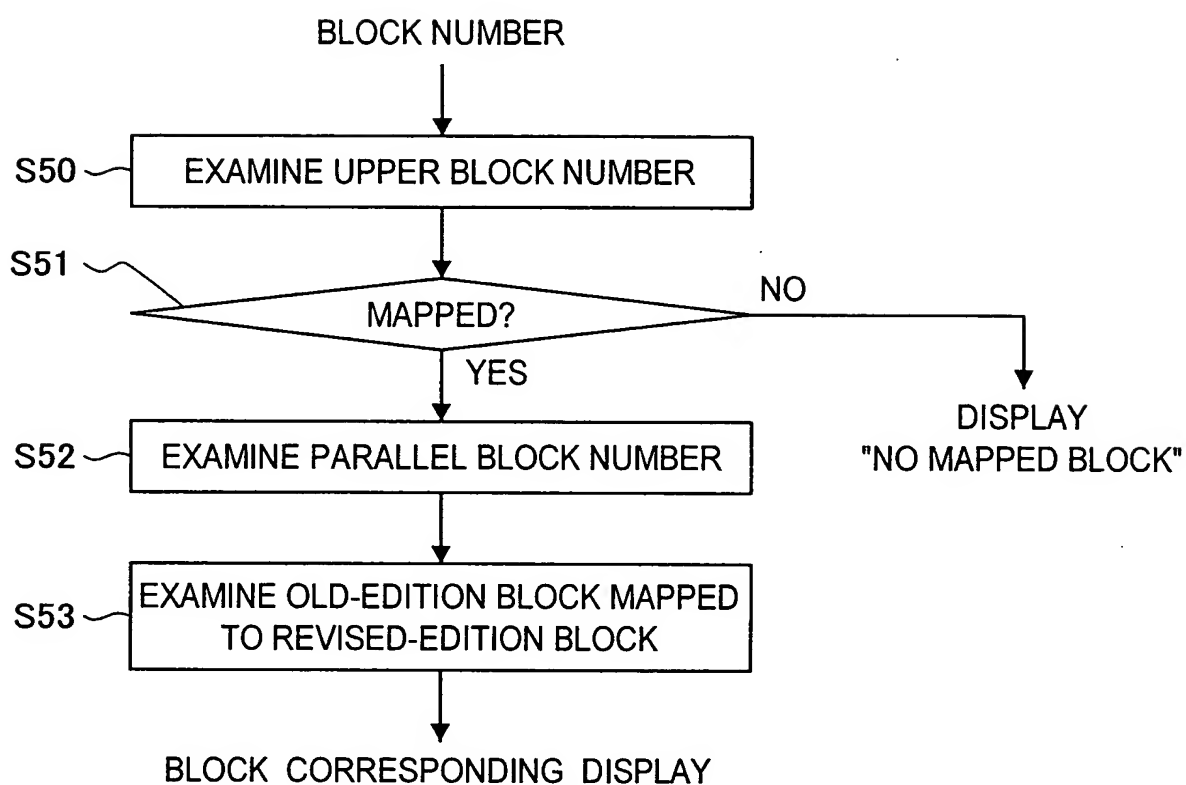 BLOCK NUMBER
S50
EXAMINE UPPER BLOCK NUMBER
S51
MAPPED?
NO
YES
DISPLAY
"NO MAPPED BLOCK"
S52
EXAMINE PARALLEL BLOCK NUMBER
S53
EXAMINE OLD-EDITION BLOCK MAPPED
TO REVISED-EDITION BLOCK
BLOCK CORRESPONDING DISPLAY